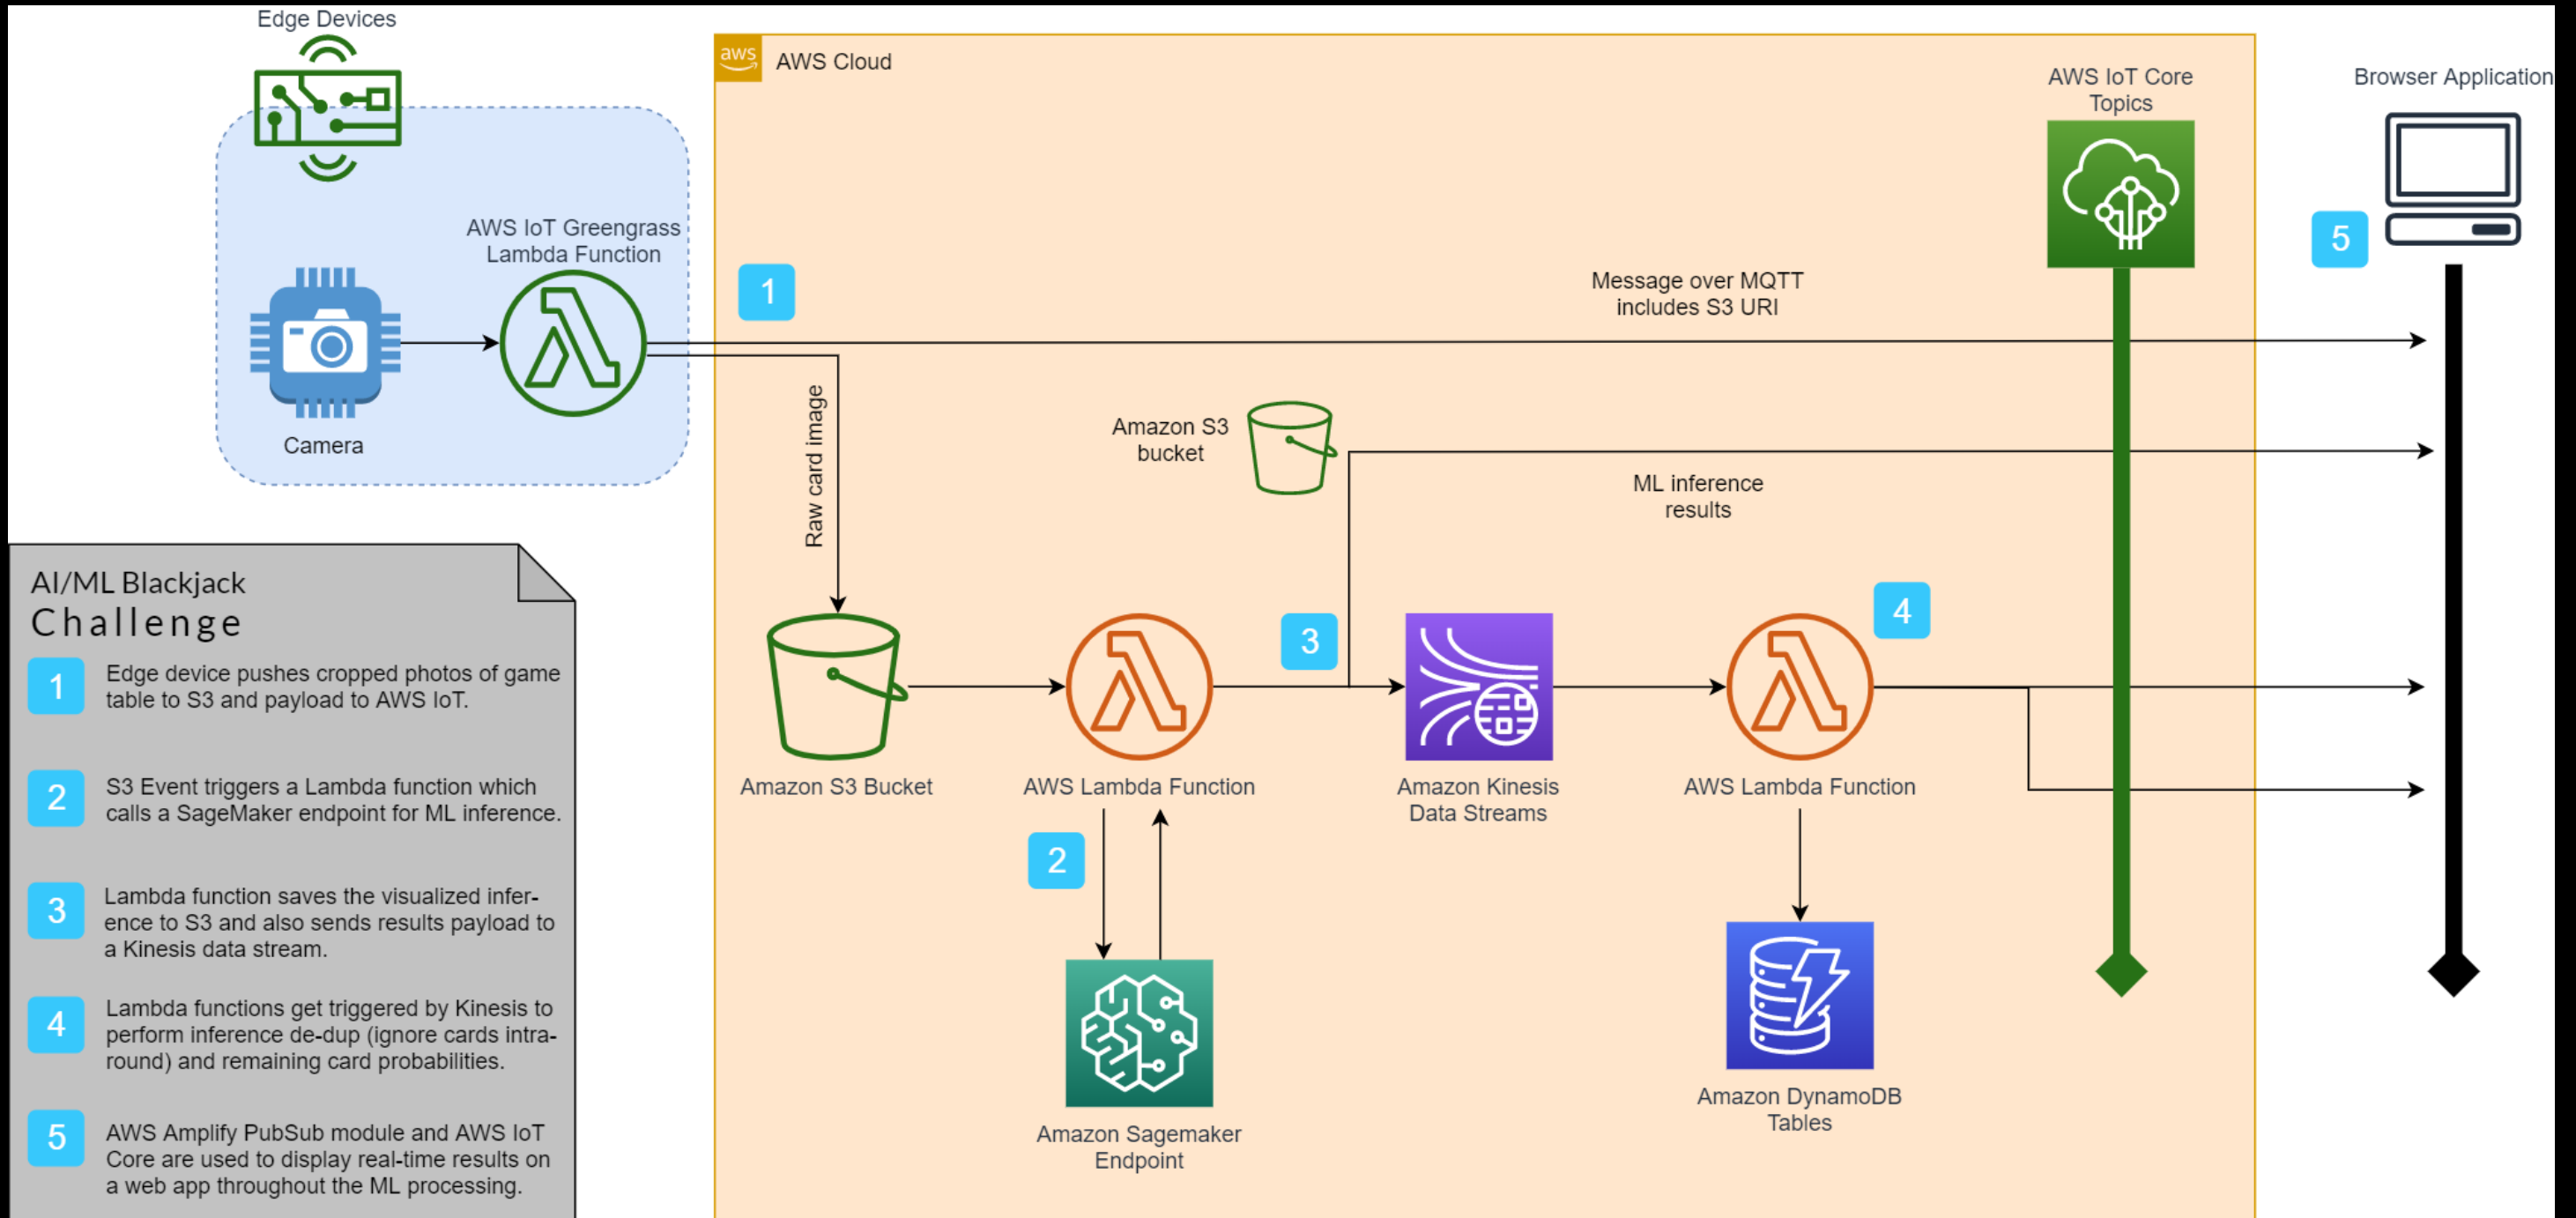 Edge Devices
aws
AWS Cloud
AWS IoT Core
Topics
Browser Application
AWS IoT Greengrass
Lambda Function
1
5
Message over MQTT
includes S3 URI
Camera
Raw card image
Amazon S3
bucket
ML inference
results
3
4
Amazon S3 Bucket
AWS Lambda Function
Amazon Kinesis
Data Streams
AWS Lambda Function
2
Amazon Sagemaker
Endpoint
Amazon DynamoDB
Tables
AI/ML Blackjack
Challenge
1
Edge device pushes cropped photos of game
table to S3 and payload to AWS IoT.
2
S3 Event triggers a Lambda function which
calls a SageMaker endpoint for ML inference.
3
Lambda function saves the visualized infer-
ence to S3 and also sends results payload to
a Kinesis data stream.
4
Lambda functions get triggered by Kinesis to
perform inference de-dup (ignore cards intra-
round) and remaining card probabilities.
5
AWS Amplify PubSub module and AWS IoT
Core are used to display real-time results on
a web app throughout the ML processing.